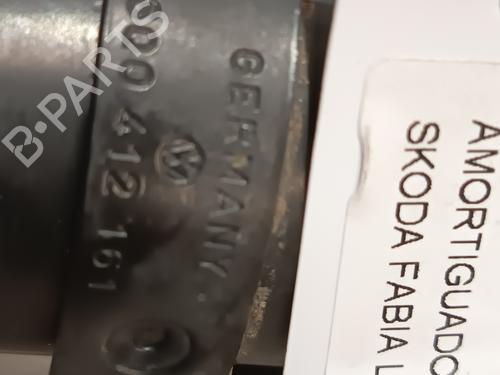 B-PARTS
GERMANY
412 161
AMORTIGUADO
SKODA FABIA L